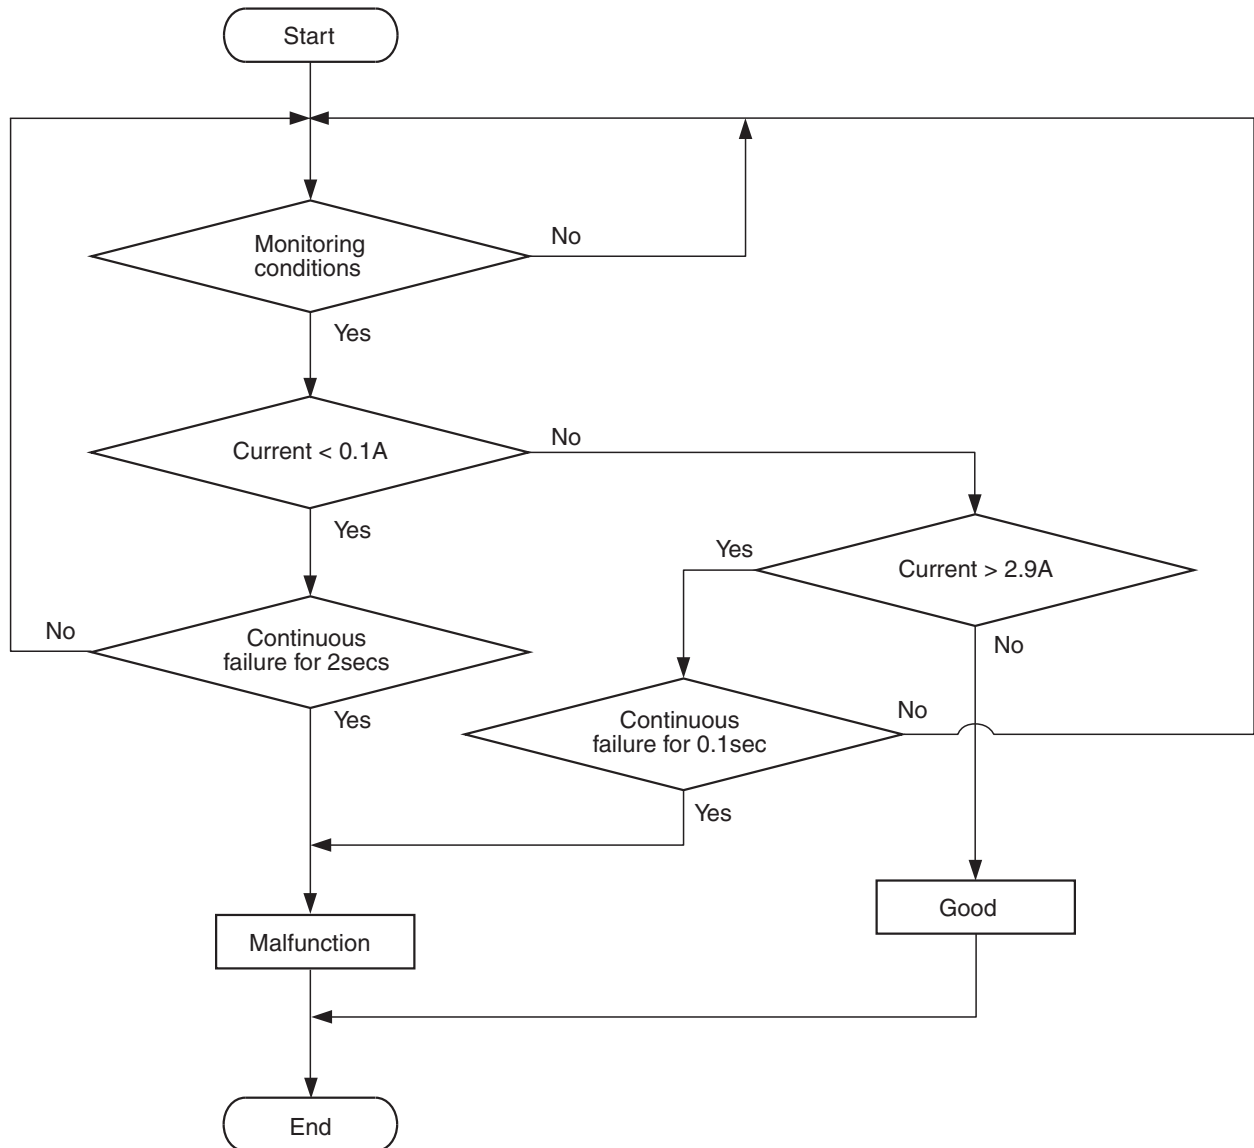 Start
Monitoring
conditions
No
Yes
Current < 0.1A
No
Yes
Current > 2.9A
Yes
No
Continuous
failure for 2secs
No
Yes
Continuous
failure for 0.1sec
No
Yes
Good
Malfunction
End